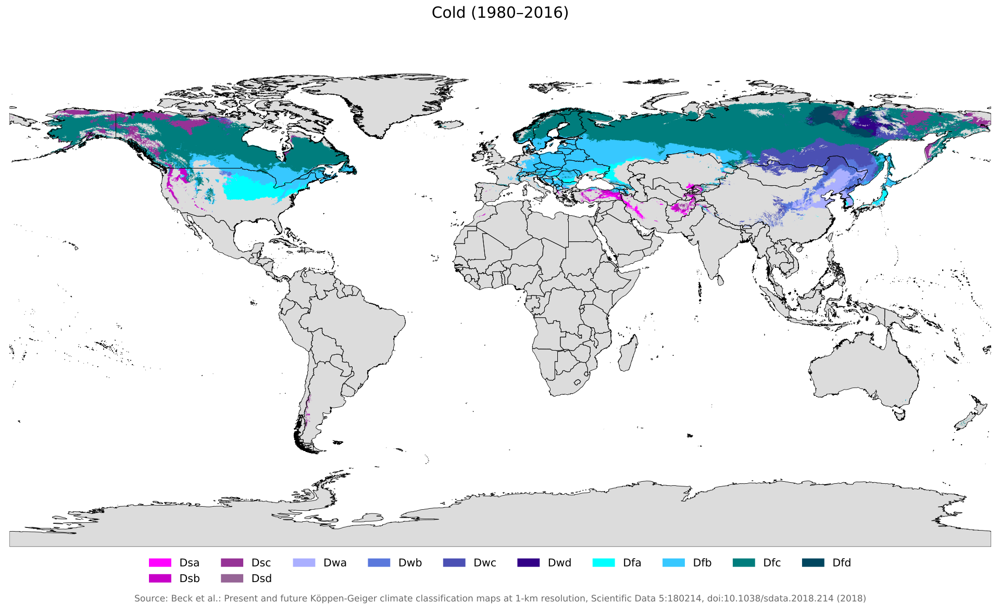 Cold (1980–2016)
Dsa Dsc Dwa Dwb Dwc Dwd Dfa Dfb Dfc Dfd
Dsb Dsd
Source: Beck et al.: Present and future Köppen-Geiger climate classification maps at 1-km resolution, Scientific Data 5:180214, doi:10.1038/sdata.2018.214 (2018)